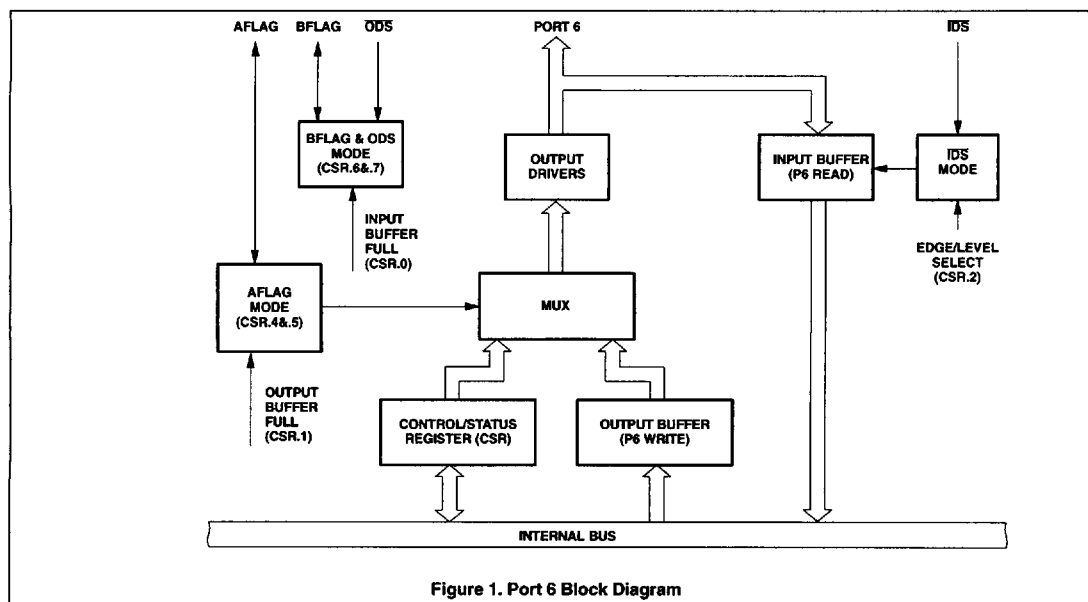 AFLAG BFLAG ODS PORT 6 IDS
BFLAG & ODS
MODE
(CSR.6&.7)
OUTPUT
DRIVERS
INPUT BUFFER
(P6 READ)
IDS
MODE
INPUT
BUFFER
FULL
(CSR.0)
EDGE/LEVEL
SELECT
(CSR.2)
AFLAG
MODE
(CSR.4&.5)
MUX
OUTPUT
BUFFER
FULL
(CSR.1)
CONTROL/STATUS
REGISTER (CSR)
OUTPUT BUFFER
(P6 WRITE)
INTERNAL BUS
Figure 1. Port 6 Block Diagram